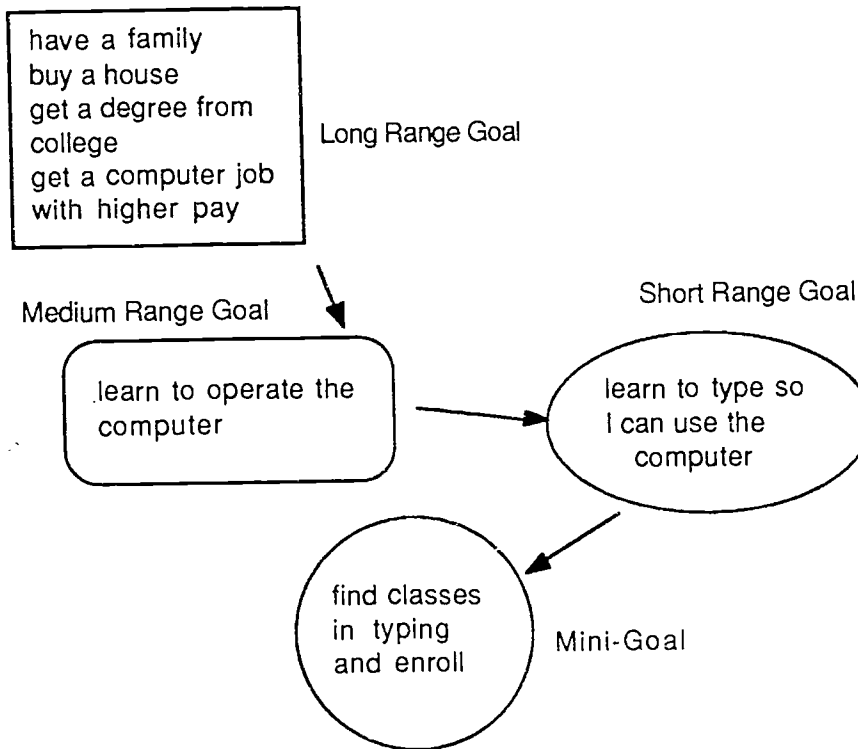 have a family
buy a house
get a degree from
college
get a computer job
with higher pay
Long Range Goal
Medium Range Goal
learn to operate the
computer
Short Range Goal
learn to type so
I can use the
computer
find classes
in typing
and enroll
Mini-Goal